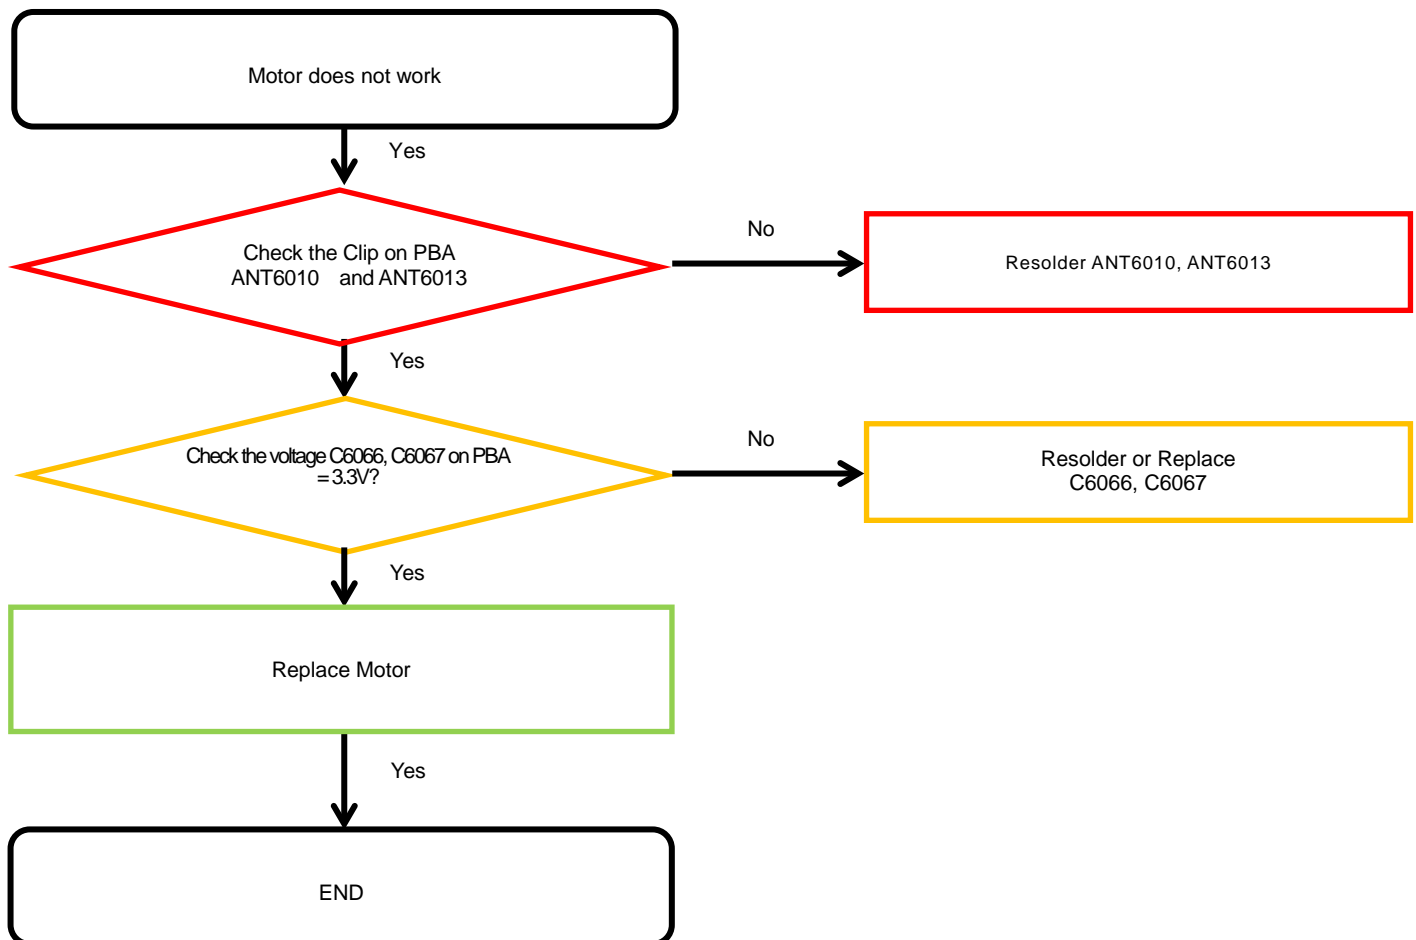 Motor does not work
Yes
Check the Clip on PBA
ANT6010 and ANT6013
No
Resolder ANT6010, ANT6013
Yes
Check the voltage C6066, C6067 on PBA
= 3.3V?
No
Resolder or Replace
C6066, C6067
Yes
Replace Motor
Yes
END